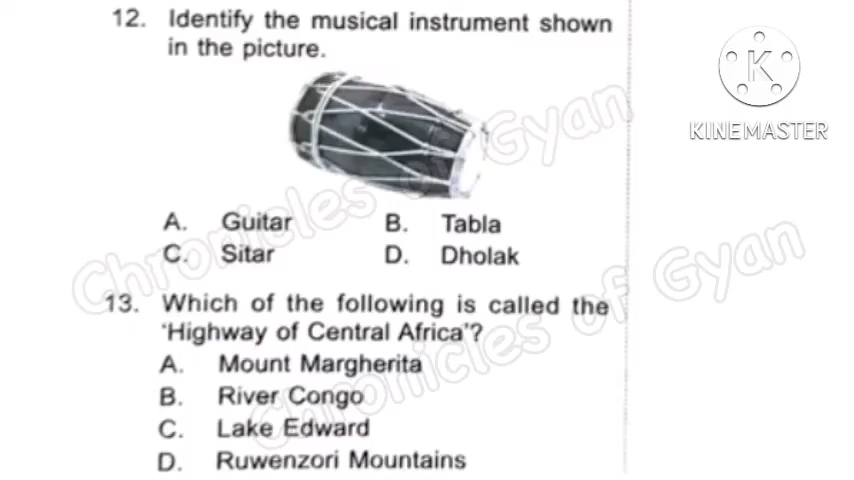 12. Identify the musical instrument shown
in the picture.
A. Guitar B. Tabla
C. Sitar D. Dholak
13. Which of the following is called the
'Highway of Central Africa'?
A. Mount Margherita
B. River Congo
C. Lake Edward
D. Ruwenzori Mountains
K
KINEMASTER
Chronicles of Gyan
Chronicles of Gyan